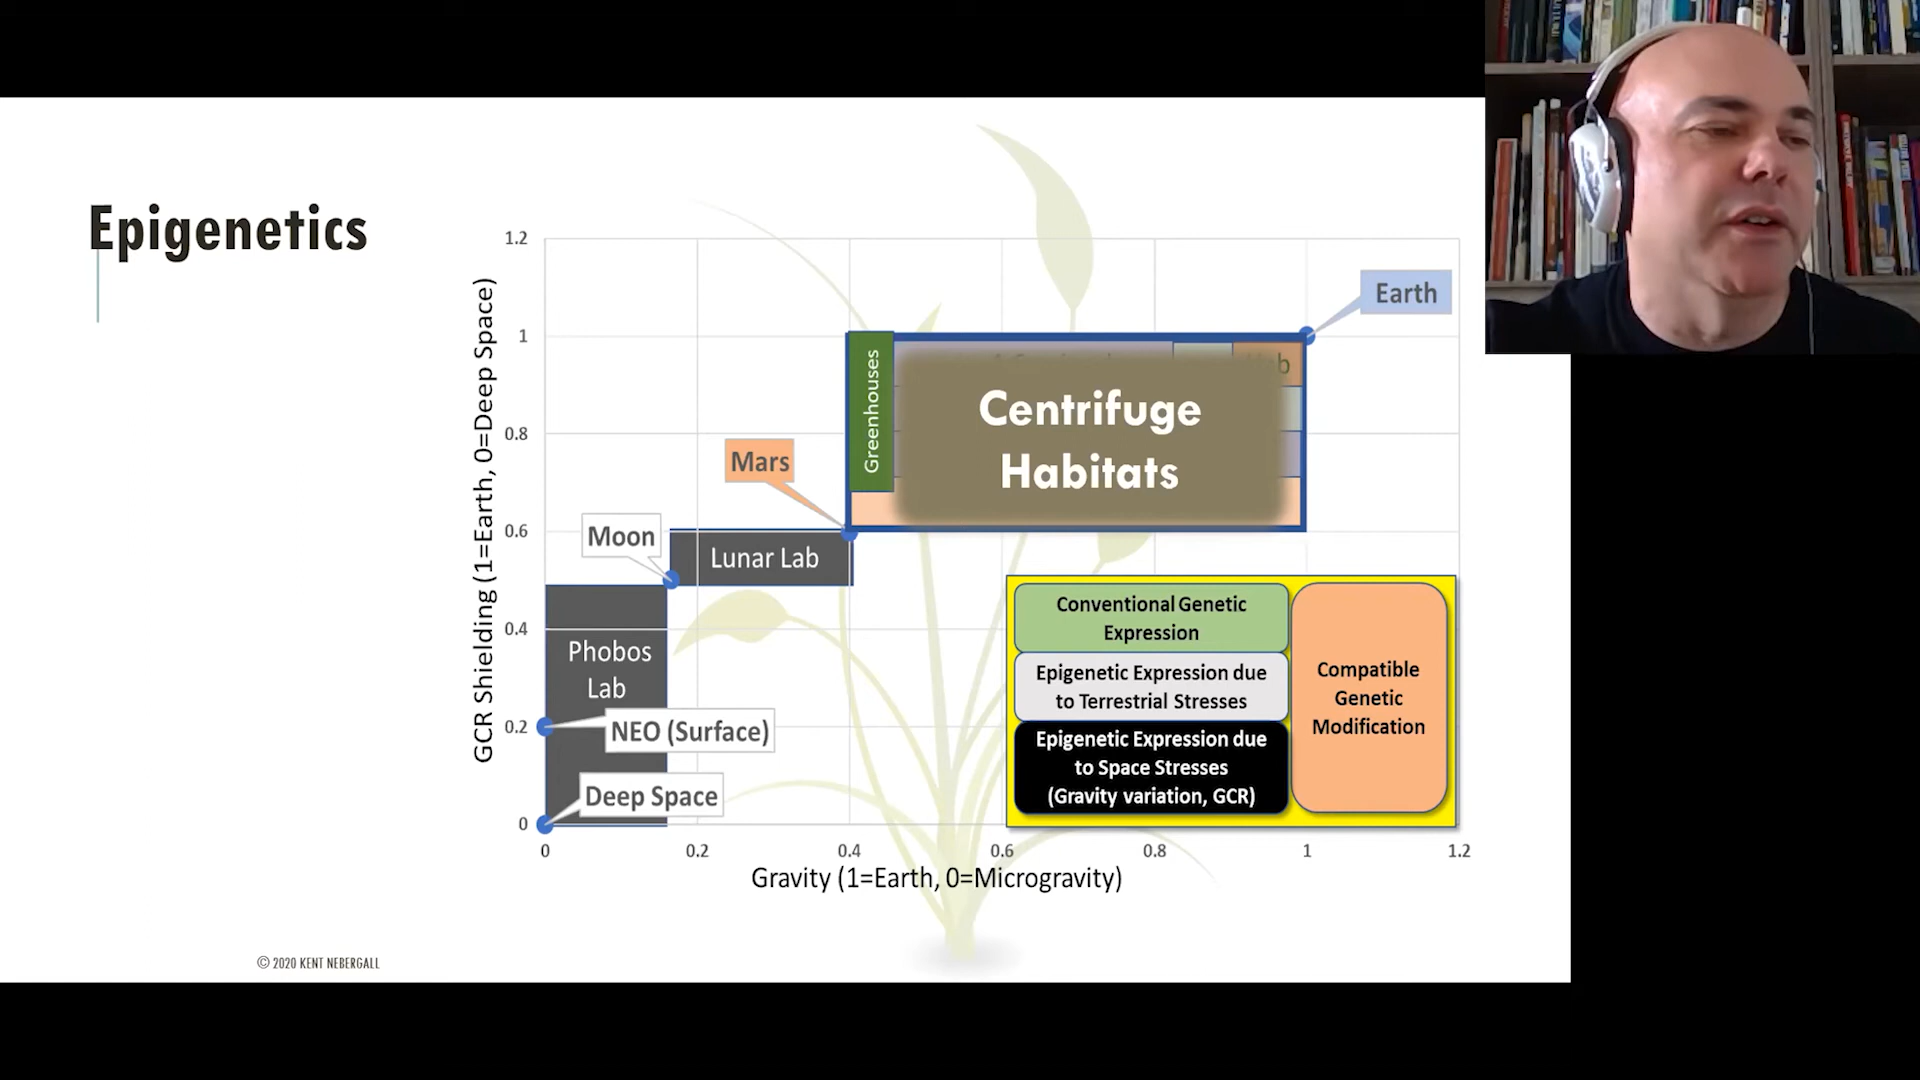 Epigenetics
GCR Shielding (1=Earth, 0=Deep Space)
1.2
1
0.8
0.6
0.4
0.2
0
Earth
Greenhouses
Centrifuge
Habitats
Mars
Moon
Lunar Lab
Phobos
Lab
NEO (Surface)
Deep Space
Conventional Genetic
Expression
Epigenetic Expression due
to Terrestrial Stresses
Epigenetic Expression due
to Space Stresses
(Gravity variation, GCR)
Compatible
Genetic
Modification
0
0.2
0.4
0.6
0.8
1
1.2
Gravity (1=Earth, 0=Microgravity)
© 2020 KENT NEBERGALL